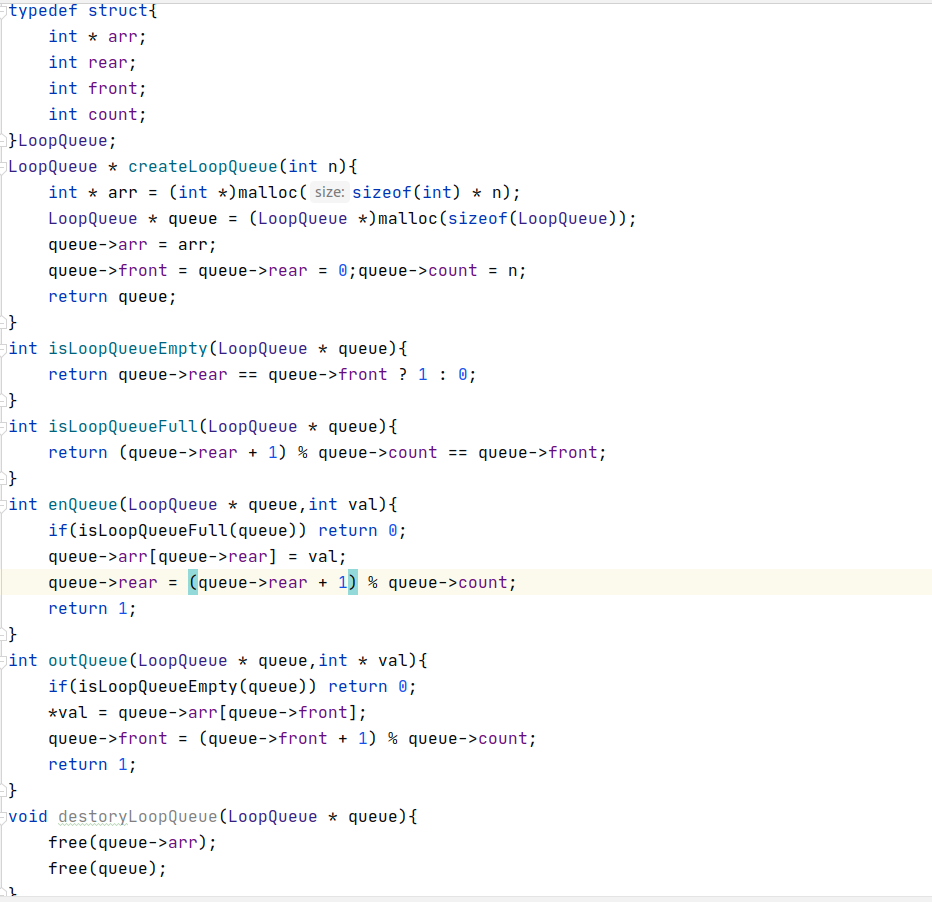 typedef struct{
    int * arr;
    int rear;
    int front;
    int count;
}LoopQueue;
LoopQueue * createLoopQueue(int n){
    int * arr = (int *)malloc( size: sizeof(int) * n);
    LoopQueue * queue = (LoopQueue *)malloc(sizeof(LoopQueue));
    queue->arr = arr;
    queue->front = queue->rear = 0;queue->count = n;
    return queue;
}
int isLoopQueueEmpty(LoopQueue * queue){
    return queue->rear == queue->front ? 1 : 0;
}
int isLoopQueueFull(LoopQueue * queue){
    return (queue->rear + 1) % queue->count == queue->front;
}
int enQueue(LoopQueue * queue,int val){
    if(isLoopQueueFull(queue)) return 0;
    queue->arr[queue->rear] = val;
    queue->rear = (queue->rear + 1) % queue->count;
    return 1;
}
int outQueue(LoopQueue * queue,int * val){
    if(isLoopQueueEmpty(queue)) return 0;
    *val = queue->arr[queue->front];
    queue->front = (queue->front + 1) % queue->count;
    return 1;
}
void destoryLoopQueue(LoopQueue * queue){
    free(queue->arr);
    free(queue);
}